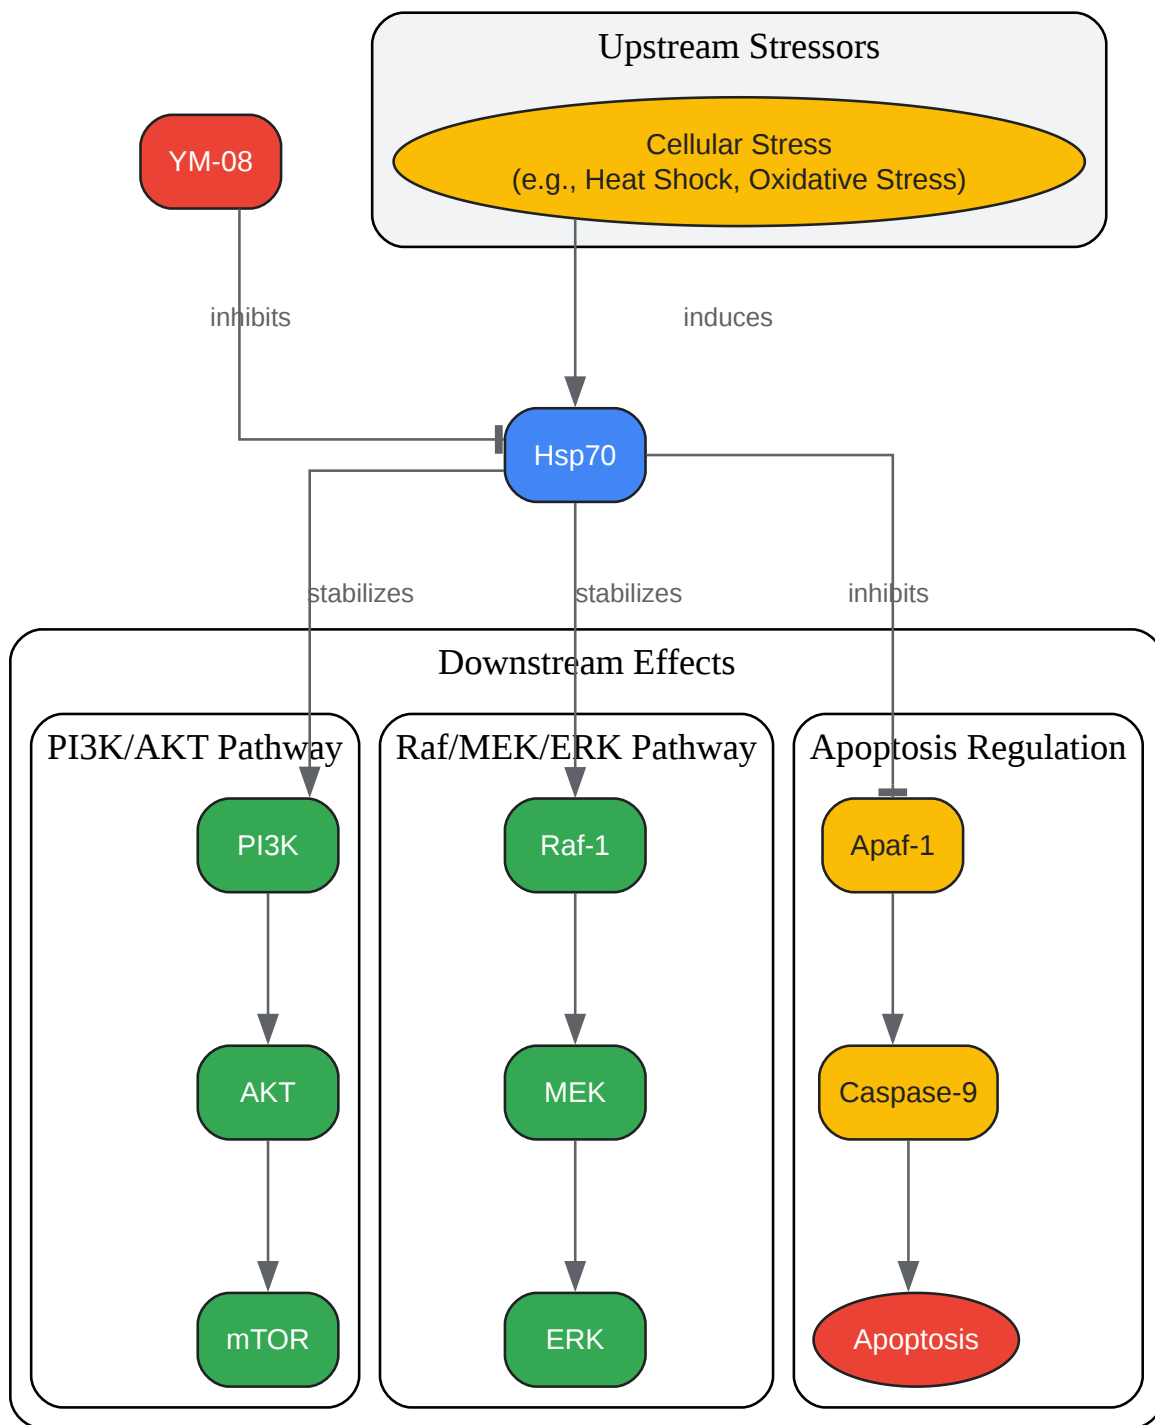 Upstream Stressors
YM-08
Cellular Stress
(e.g., Heat Shock, Oxidative Stress)
inhibits
induces
Hsp70
stabilizes
stabilizes
inhibits
Downstream Effects
PI3K/AKT Pathway
Raf/MEK/ERK Pathway
Apoptosis Regulation
PI3K
Raf-1
Apaf-1
AKT
MEK
Caspase-9
mTOR
ERK
Apoptosis